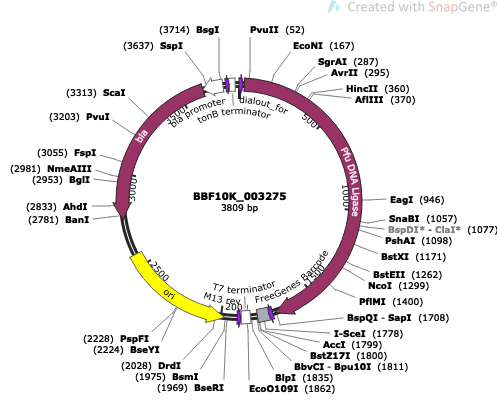 Created with SnapGene®
(3714) BsgI
PvuII (52)
(3637) SspI
EcoNI (167)
SgrAI (287)
AvrII (295)
(3313) ScaI
HincII (360)
AflIII (370)
(3203) PvuI
bla promoter
dialout_for
tonB terminator
3500
500
bla
Pfu DNA Ligase
(3055) FspI
(2981) NmeAIII
(2953) BglI
3000
1000
BBF10K_003275
3809 bp
EagI (946)
(2833) AhdI
SnaBI (1057)
(2781) BanI
BspDI* - ClaI* (1077)
PshAI (1098)
BstXI (1171)
BstEII (1262)
NcoI (1299)
2500
1500
FreeGenes Barcode
T7 terminator
PflMI (1400)
ori
M13 rev
200
BspQI - SapI (1708)
(2228) PspFI
I-SceI (1778)
(2224) BseYI
AccI (1799)
BstZ17I (1800)
(2028) DrdI
BbvCI - Bpu10I (1811)
(1975) BsmI
BlpI (1835)
(1969) BseRI
EcoO109I (1862)